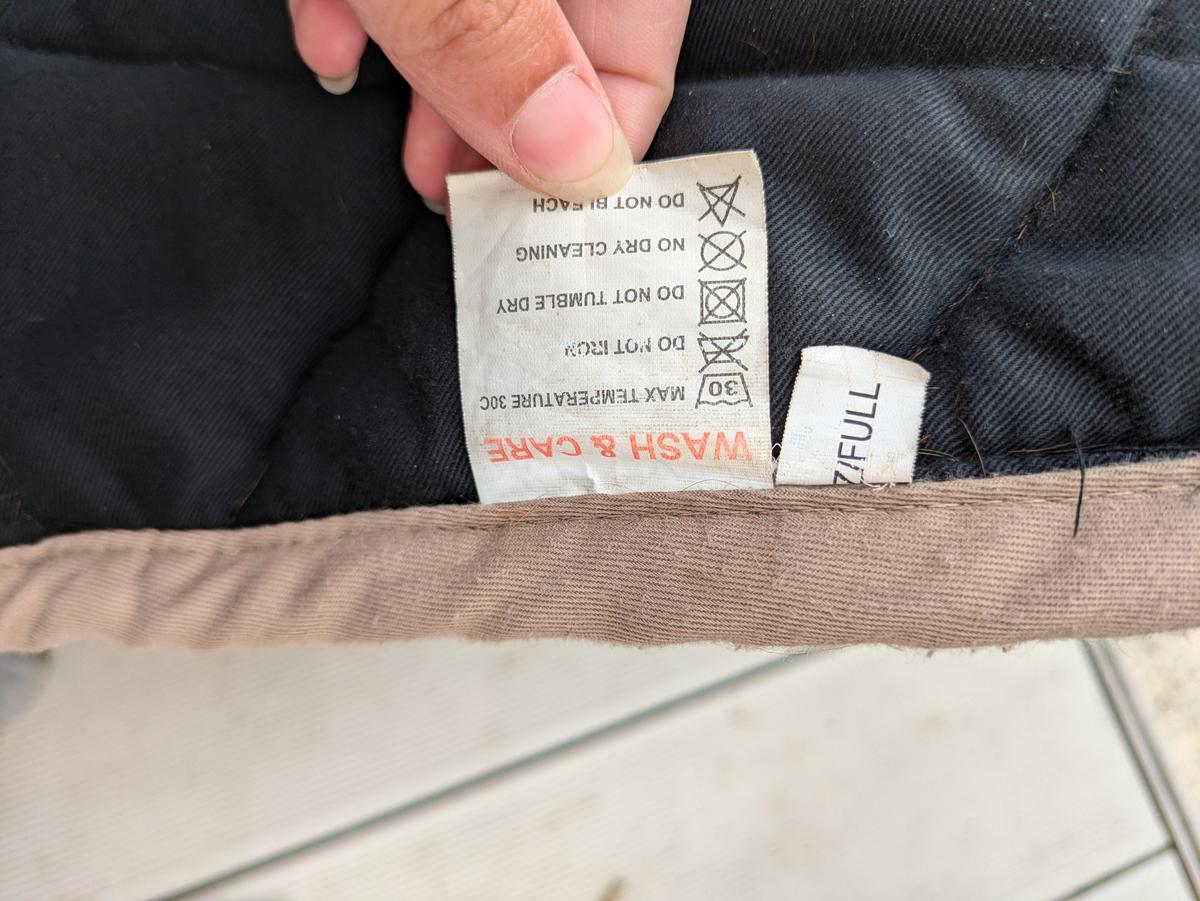 WASH & CARE
MAX TEMPERATURE 30C
30
DO NOT IRON
DO NOT TUMBLE DRY
NO DRY CLEANING
DO NOT BLEACH
/FULL